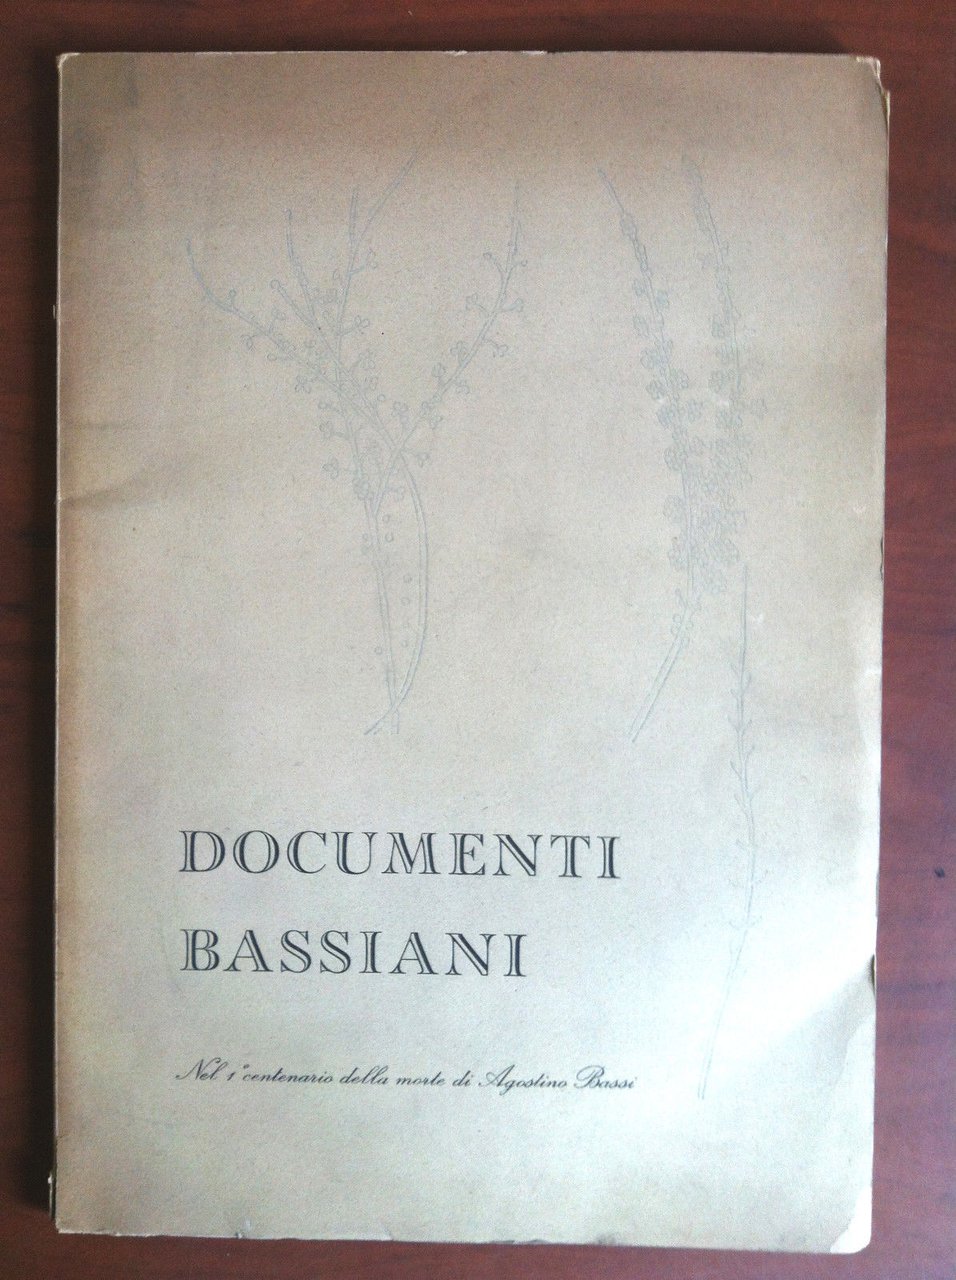 DOCUMENTI
BASSIANI
Nel 1° centenario della morte di Agostino Bassi